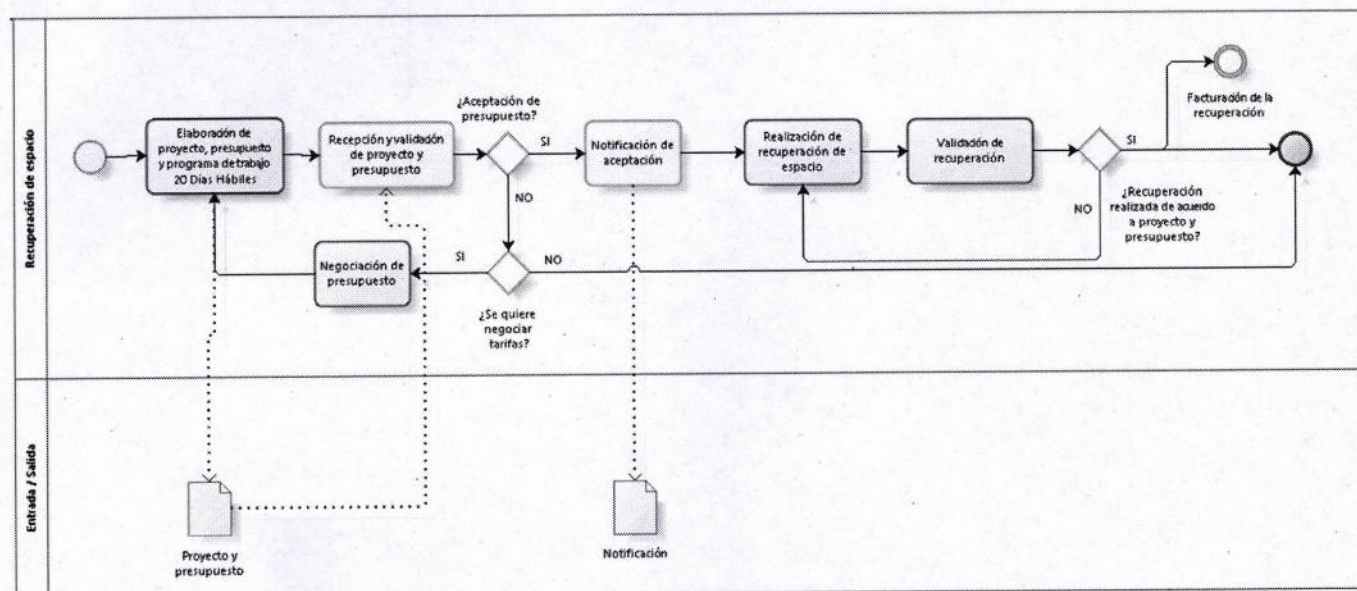 Recuperación de espacio
Elaboración de
proyecto, presupuesto
y programa de trabajo
20 Días Hábiles
Recepción y validación
de proyecto y
presupuesto
¿Aceptación de
presupuesto?
SI
NO
Notificación de
aceptación
Realización de
recuperación de
espacio
Validación de
recuperación
SI
NO
¿Recuperación
realizada de acuerdo
a proyecto y
presupuesto?
Facturación de la
recuperación
Negociación de
presupuesto
SI
NO
¿Se quiere
negociar
tarifas?
Entrada / Salida
Proyecto y
presupuesto
Notificación